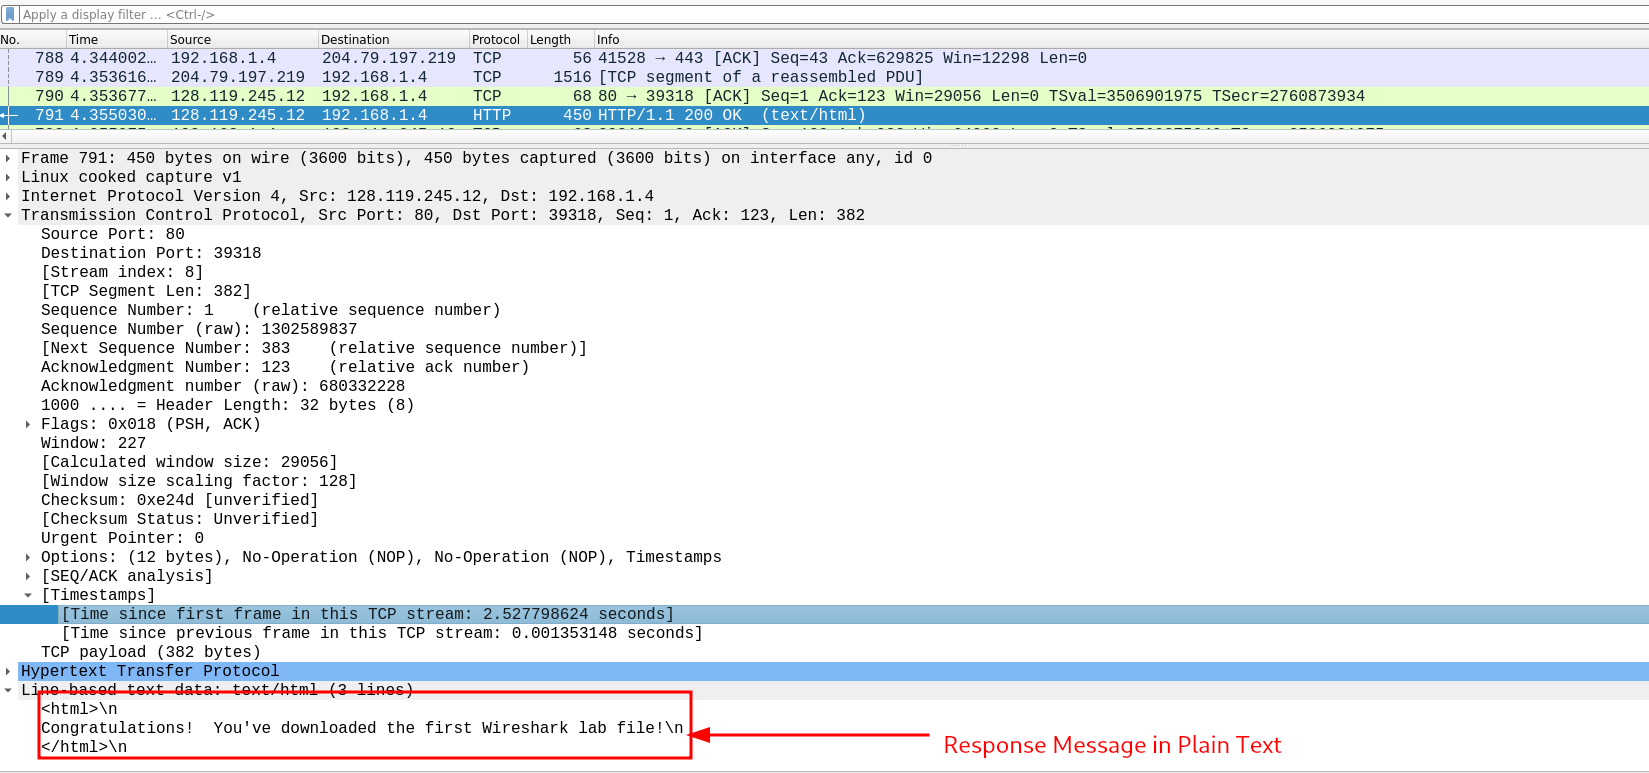 Apply a display filter … <Ctrl-/>
No. Time Source Destination Protocol Length Info
788 4.344002… 192.168.1.4 204.79.197.219 TCP 56 41528 → 443 [ACK] Seq=43 Ack=629825 Win=12298 Len=0
789 4.353616… 204.79.197.219 192.168.1.4 TCP 1516 [TCP segment of a reassembled PDU]
790 4.353677… 128.119.245.12 192.168.1.4 TCP 68 80 → 39318 [ACK] Seq=1 Ack=123 Win=29056 Len=0 TSval=3506901975 TSecr=2760873934
791 4.355030… 128.119.245.12 192.168.1.4 HTTP 450 HTTP/1.1 200 OK  (text/html)
Frame 791: 450 bytes on wire (3600 bits), 450 bytes captured (3600 bits) on interface any, id 0
Linux cooked capture v1
Internet Protocol Version 4, Src: 128.119.245.12, Dst: 192.168.1.4
Transmission Control Protocol, Src Port: 80, Dst Port: 39318, Seq: 1, Ack: 123, Len: 382
Source Port: 80
Destination Port: 39318
[Stream index: 8]
[TCP Segment Len: 382]
Sequence Number: 1    (relative sequence number)
Sequence Number (raw): 1302589837
[Next Sequence Number: 383    (relative sequence number)]
Acknowledgment Number: 123    (relative ack number)
Acknowledgment number (raw): 680332228
1000 .... = Header Length: 32 bytes (8)
Flags: 0x018 (PSH, ACK)
Window: 227
[Calculated window size: 29056]
[Window size scaling factor: 128]
Checksum: 0xe24d [unverified]
[Checksum Status: Unverified]
Urgent Pointer: 0
Options: (12 bytes), No-Operation (NOP), No-Operation (NOP), Timestamps
[SEQ/ACK analysis]
[Timestamps]
[Time since first frame in this TCP stream: 2.527798624 seconds]
[Time since previous frame in this TCP stream: 0.001353148 seconds]
TCP payload (382 bytes)
Hypertext Transfer Protocol
Line-based text data: text/html (3 lines)
<html>\n
Congratulations!  You've downloaded the first Wireshark lab file!\n
</html>\n
Response Message in Plain Text